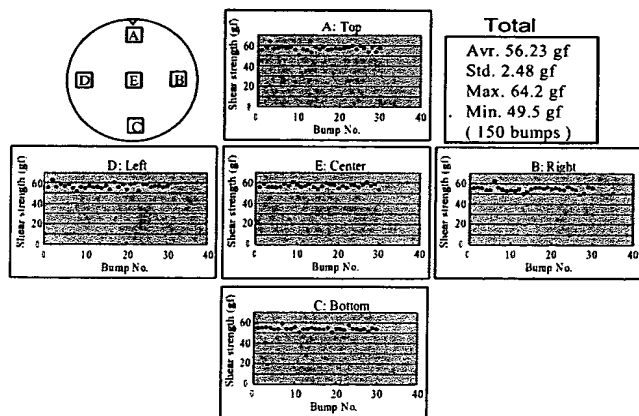 A
D
E
B
C
A: Top
Shear strength (gf)
60
40
20
0
10
20
30
40
Bump No.
Total
Avr. 56.23 gf
Std. 2.48 gf
Max. 64.2 gf
Min. 49.5 gf
( 150 bumps )
D: Left
Shear strength (gf)
60
40
20
0
0
10
20
30
40
Bump No.
E: Center
Shear strength (gf)
60
40
20
0
10
20
30
40
Bump No.
B: Right
Shear strength (gf)
60
40
20
0
0
10
20
30
40
Bump No.
C: Bottom
Shear strength (gf)
60
40
20
0
0
10
20
30
40
Bump No.